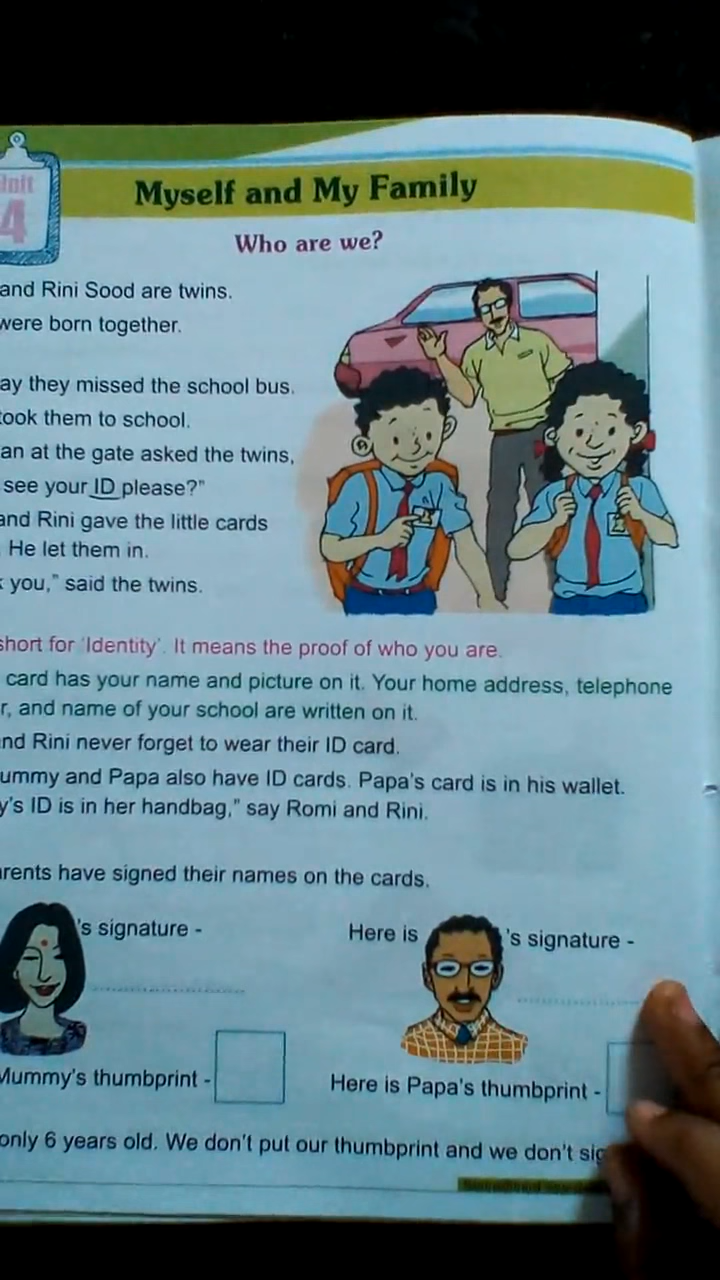 Unit
4
Myself and My Family
Who are we?
and Rini Sood are twins.
were born together.
ay they missed the school bus.
took them to school.
an at the gate asked the twins,
see your ID please?"
and Rini gave the little cards
He let them in.
you," said the twins.
short for 'Identity'. It means the proof of who you are.
card has your name and picture on it. Your home address, telephone
r, and name of your school are written on it.
nd Rini never forget to wear their ID card.
ummy and Papa also have ID cards. Papa's card is in his wallet.
y's ID is in her handbag," say Romi and Rini.
rents have signed their names on the cards.
's signature - Here is 's signature -
Mummy's thumbprint - Here is Papa's thumbprint -
only 6 years old. We don't put our thumbprint and we don't sig